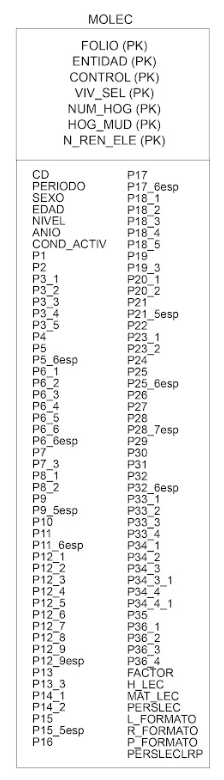 MOLEC
FOLIO (PK)
ENTIDAD (PK)
CONTROL (PK)
VIV_SEL (PK)
NUM_HOG (PK)
HOG_MUD (PK)
N_REN_ELE (PK)
CD
PERIODO
SEXO
EDAD
NIVEL
ANIO
COND_ACTIV
P1
P2
P3_1
P3_2
P3_3
P3_4
P3_5
P4
P5
P5_6esp
P6_1
P6_2
P6_3
P6_4
P6_5
P6_6
P6_6esp
P7
P7_3
P8_1
P8_2
P9
P9_5esp
P10
P11
P11_6esp
P12_1
P12_2
P12_3
P12_4
P12_5
P12_6
P12_7
P12_8
P12_9
P12_9esp
P13
P13_3
P14_1
P14_2
P15
P15_5esp
P16
P17
P17_6esp
P18_1
P18_2
P18_3
P18_4
P18_5
P19
P19_3
P20_1
P20_2
P21
P21_5esp
P22
P23_1
P23_2
P24
P25
P25_6esp
P26
P27
P28
P28_7esp
P29
P30
P31
P32
P32_6esp
P33_1
P33_2
P33_3
P33_4
P34_1
P34_2
P34_3
P34_3_1
P34_4
P34_4_1
P35
P36_1
P36_2
P36_3
P36_4
FACTOR
H_LEC
MAT_LEC
PERSLEC
L_FORMATO
R_FORMATO
P_FORMATO
PERSLECLRP